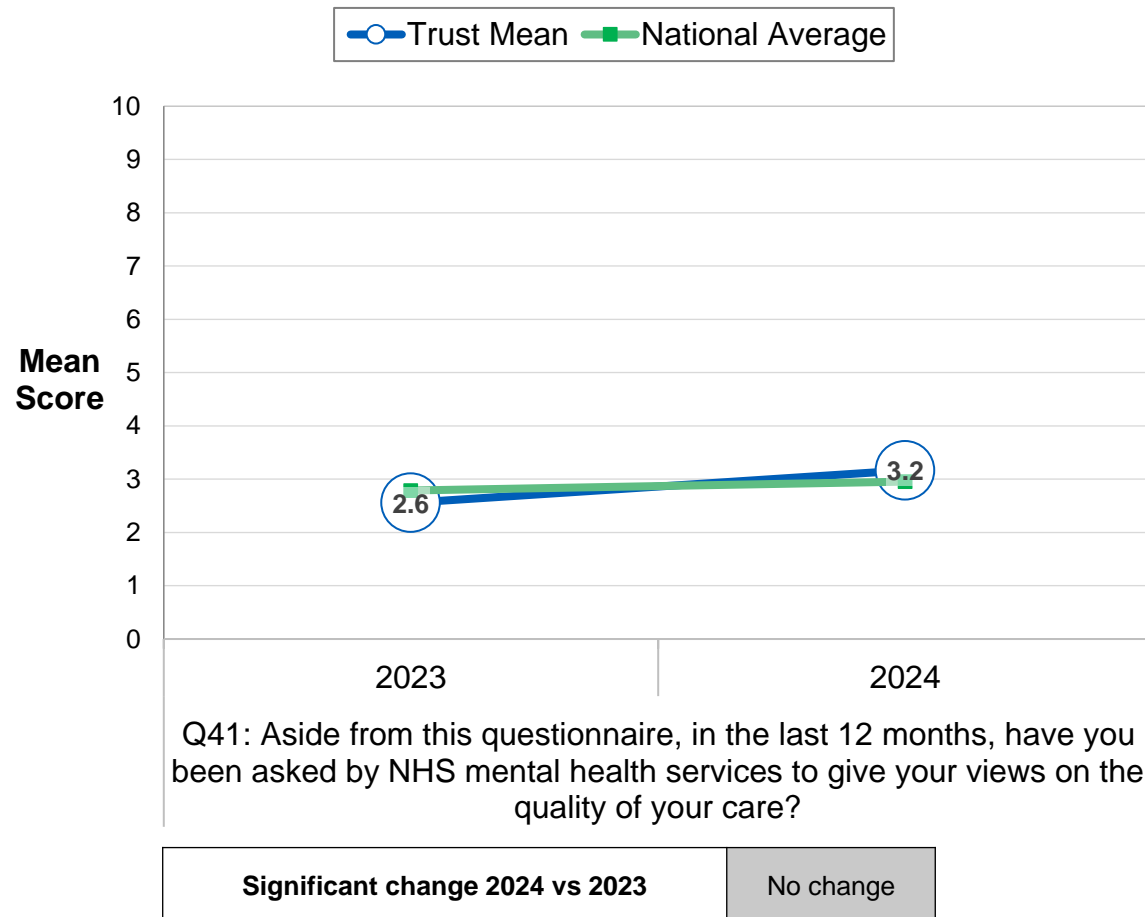 Trust Mean National Average
10
9
8
7
6
5
4
3
2
1
0
Mean
Score
2.6
3.2
2023 2024
Q41: Aside from this questionnaire, in the last 12 months, have you
been asked by NHS mental health services to give your views on the
quality of your care?
Significant change 2024 vs 2023 No change